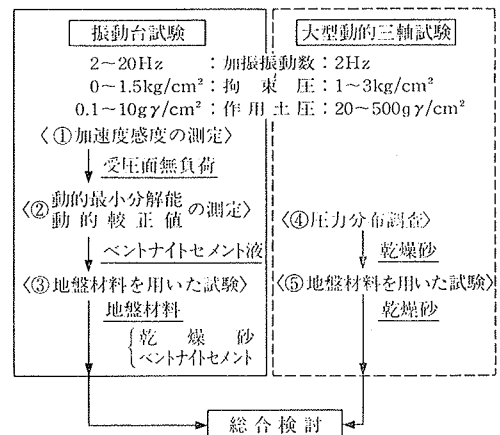 振動台試験 大型動的三軸試験
2~20Hz :加振振動数:2Hz
0~1.5kg/cm²:拘束圧:1~3kg/cm²
0.1~10gγ/cm²:作用土圧:20~500gγ/cm²
〈①加速度感度の測定〉
受圧面無負荷
〈②動的最小分解能 動的較正値 の測定〉
〈④圧力分布調査〉
ベントナイトセメント液 乾燥砂
〈③地盤材料を用いた試験〉 〈⑤地盤材料を用いた試験〉
地盤材料 乾燥砂
乾燥砂
ベントナイトセメント
総合検討